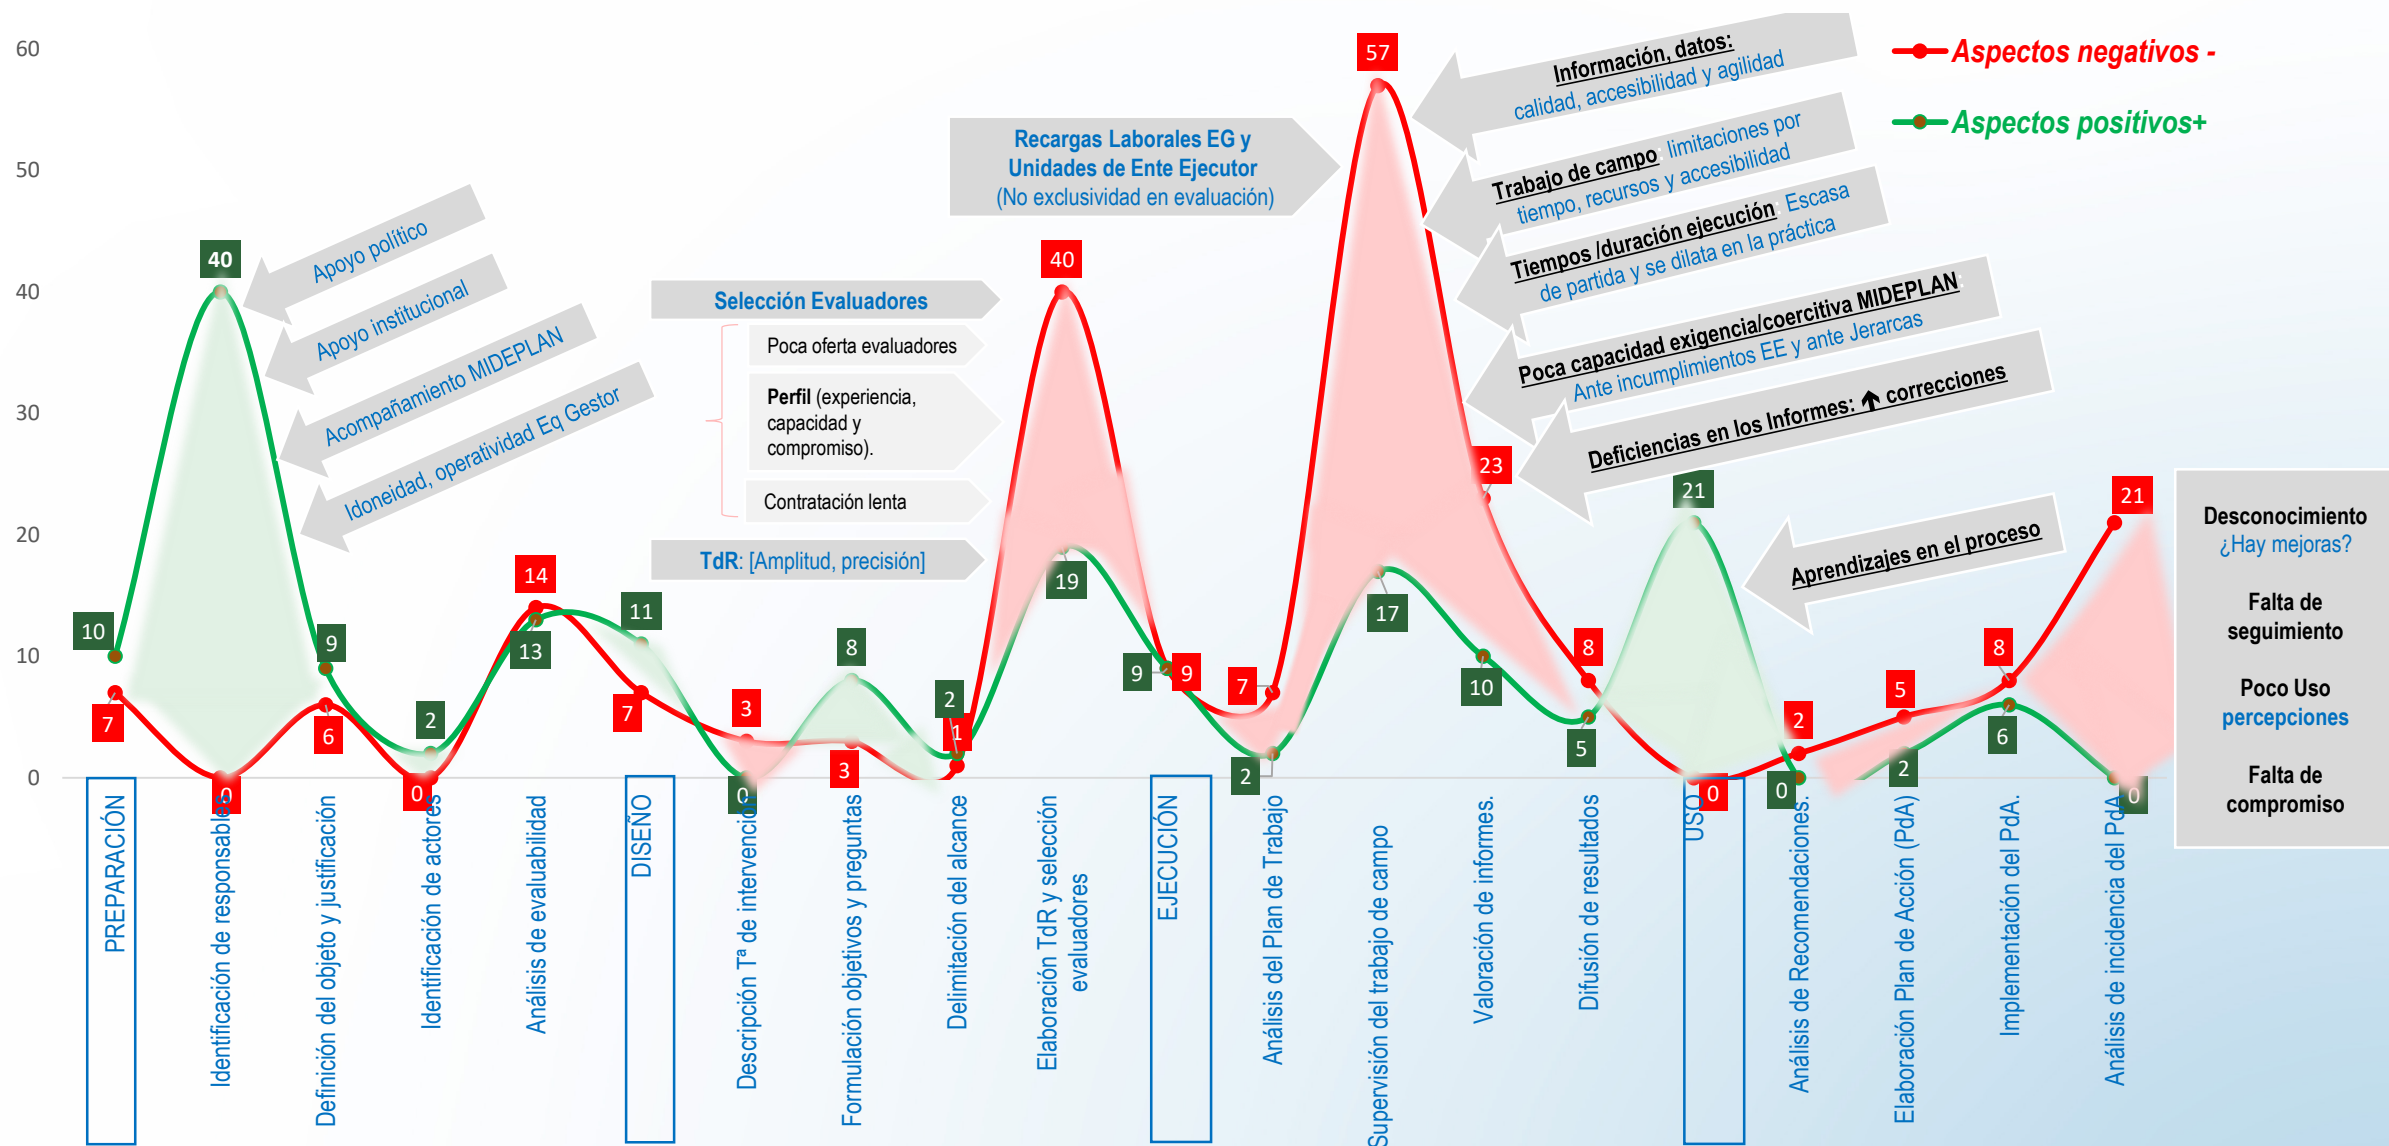 60
50
40
30
20
10
0
Aspectos negativos -
Aspectos positivos+
Apoyo político
Apoyo institucional
Acompañamiento MIDEPLAN
Idoneidad, operatividad Eq Gestor
Selección Evaluadores
Poca oferta evaluadores
Perfil (experiencia,
capacidad y
compromiso).
Contratación lenta
TdR: [Amplitud, precisión]
Recargas Laborales EG y
Unidades de Ente Ejecutor
(No exclusividad en evaluación)
Información, datos:
calidad, accesibilidad y agilidad
Trabajo de campo: limitaciones por
tiempo, recursos y accesibilidad
Tiempos /duración ejecución: Escasa
de partida y se dilata en la práctica
Poca capacidad exigencia/coercitiva MIDEPLAN:
Ante incumplimientos EE y ante Jerarcas
Deficiencias en los Informes: 🡹 correcciones
Aprendizajes en el proceso
Desconocimiento
¿Hay mejoras?
Falta de
seguimiento
Poco Uso
percepciones
Falta de
compromiso
10
7
40
0
9
6
2
0
14
13
11
7
3
0
8
3
2
1
40
19
9
9
7
2
57
17
23
10
8
5
21
0
2
0
5
2
8
6
21
0
PREPARACIÓN
Identificación de responsables
Definición del objeto y justificación
Identificación de actores
Análisis de evaluabilidad
DISEÑO
Descripción Tª de intervención
Formulación objetivos y preguntas
Delimitación del alcance
Elaboración TdR y selección
evaluadores
EJECUCIÓN
Análisis del Plan de Trabajo
Supervisión del trabajo de campo
Valoración de informes.
Difusión de resultados
USO
Análisis de Recomendaciones.
Elaboración Plan de Acción (PdA)
Implementación del PdA.
Análisis de incidencia del PdA